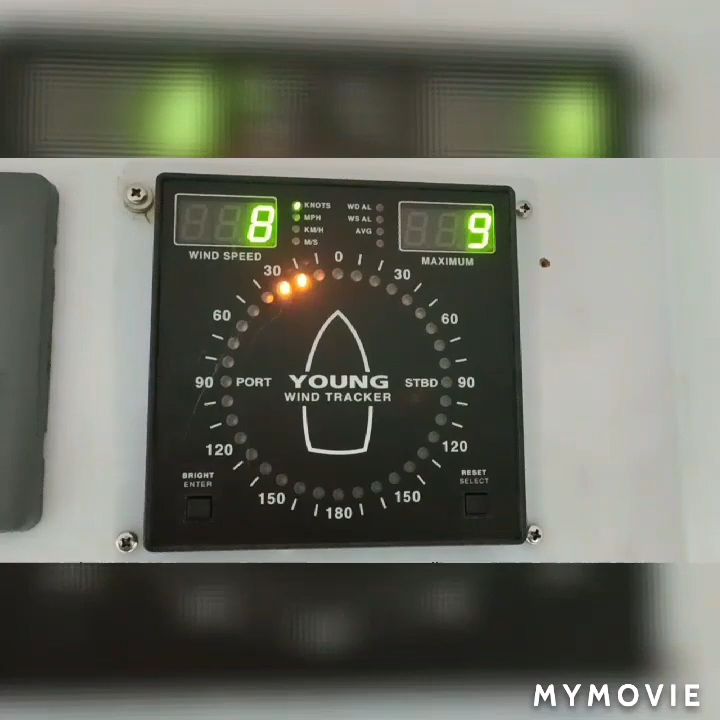 8
KNOTS
MPH
KM/H
M/S
WD AL
WS AL
AVG
9
WIND SPEED
MAXIMUM
30 0 30
60 60
90 PORT YOUNG STBD 90
WIND TRACKER
120 120
BRIGHT
ENTER
RESET
SELECT
150 180 150
MYMOVIE